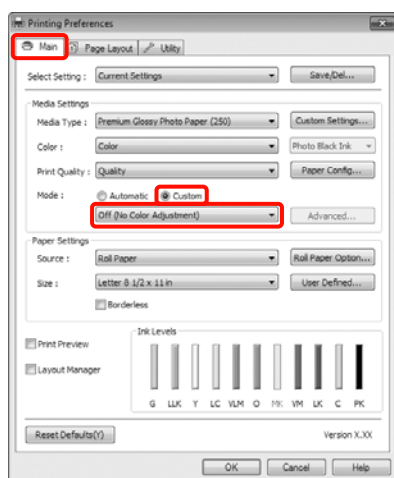 Printing Preferences
Main Page Layout Utility
Select Setting : Current Settings Save/Del...
Media Settings
Media Type : Premium Glossy Photo Paper (250) Custom Settings...
Color : Color Photo Black Ink
Print Quality : Quality Paper Config...
Mode : Automatic Custom
Off (No Color Adjustment) Advanced...
Paper Settings
Source : Roll Paper Roll Paper Option...
Size : Letter 8 1/2 x 11 in User Defined...
Borderless
Ink Levels
Print Preview
Layout Manager
G LLK Y LC VLM O MK VM LK C PK
Reset Defaults(Y) Version X.XX
OK Cancel Help